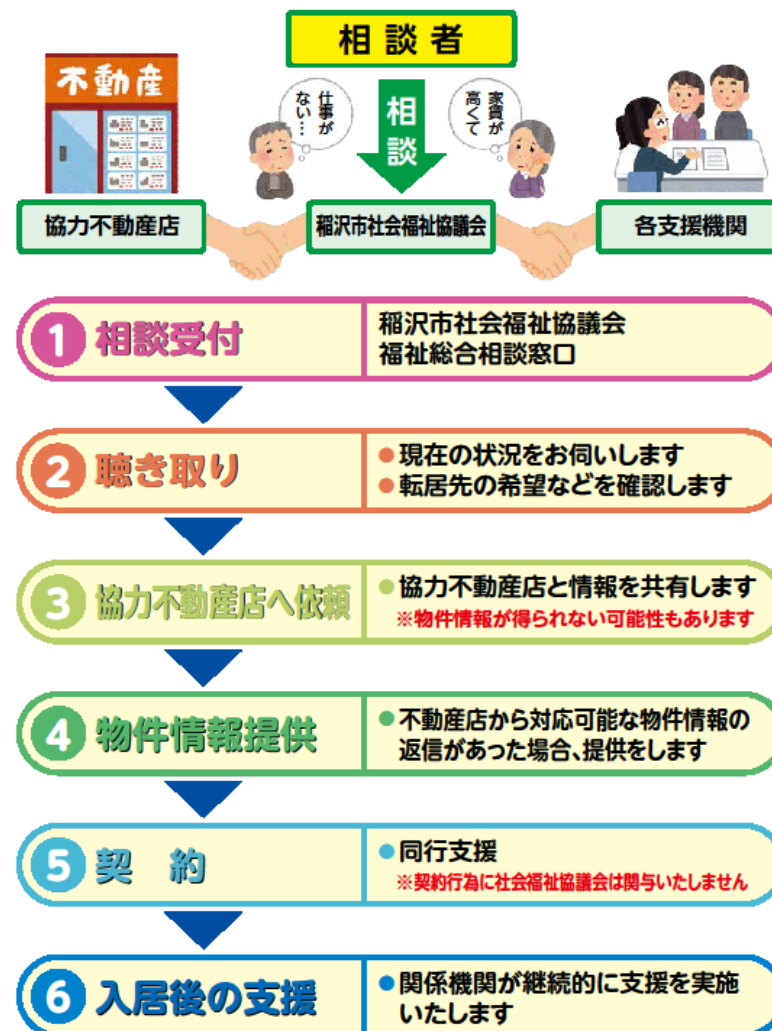 相談者
不動産
仕事が
ない…
相談
家賃が
高くて
協力不動産店
稲沢市社会福祉協議会
各支援機関
1 相談受付
稲沢市社会福祉協議会
福祉総合相談窓口
2 聴き取り
●現在の状況をお伺いします
●転居先の希望などを確認します
3 協力不動産店へ依頼
●協力不動産店と情報を共有します
※物件情報が得られない可能性もあります
4 物件情報提供
●不動産店から対応可能な物件情報の
返信があった場合、提供をします
5 契　約
●同行支援
※契約行為に社会福祉協議会は関与いたしません
6 入居後の支援
●関係機関が継続的に支援を実施
いたします